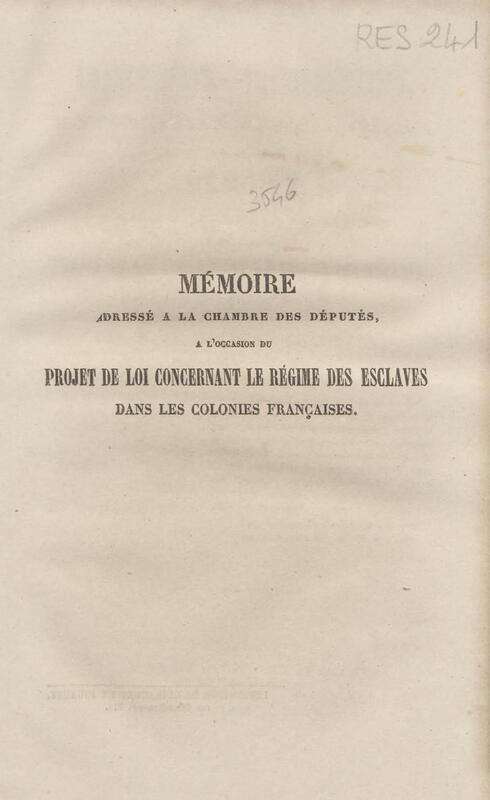 RES 241
3546
MÉMOIRE
ADRESSÉ A LA CHAMBRE DES DÉPUTÉS,
A L'OCCASION DU
PROJET DE LOI CONCERNANT LE RÉGIME DES ESCLAVES
DANS LES COLONIES FRANÇAISES.